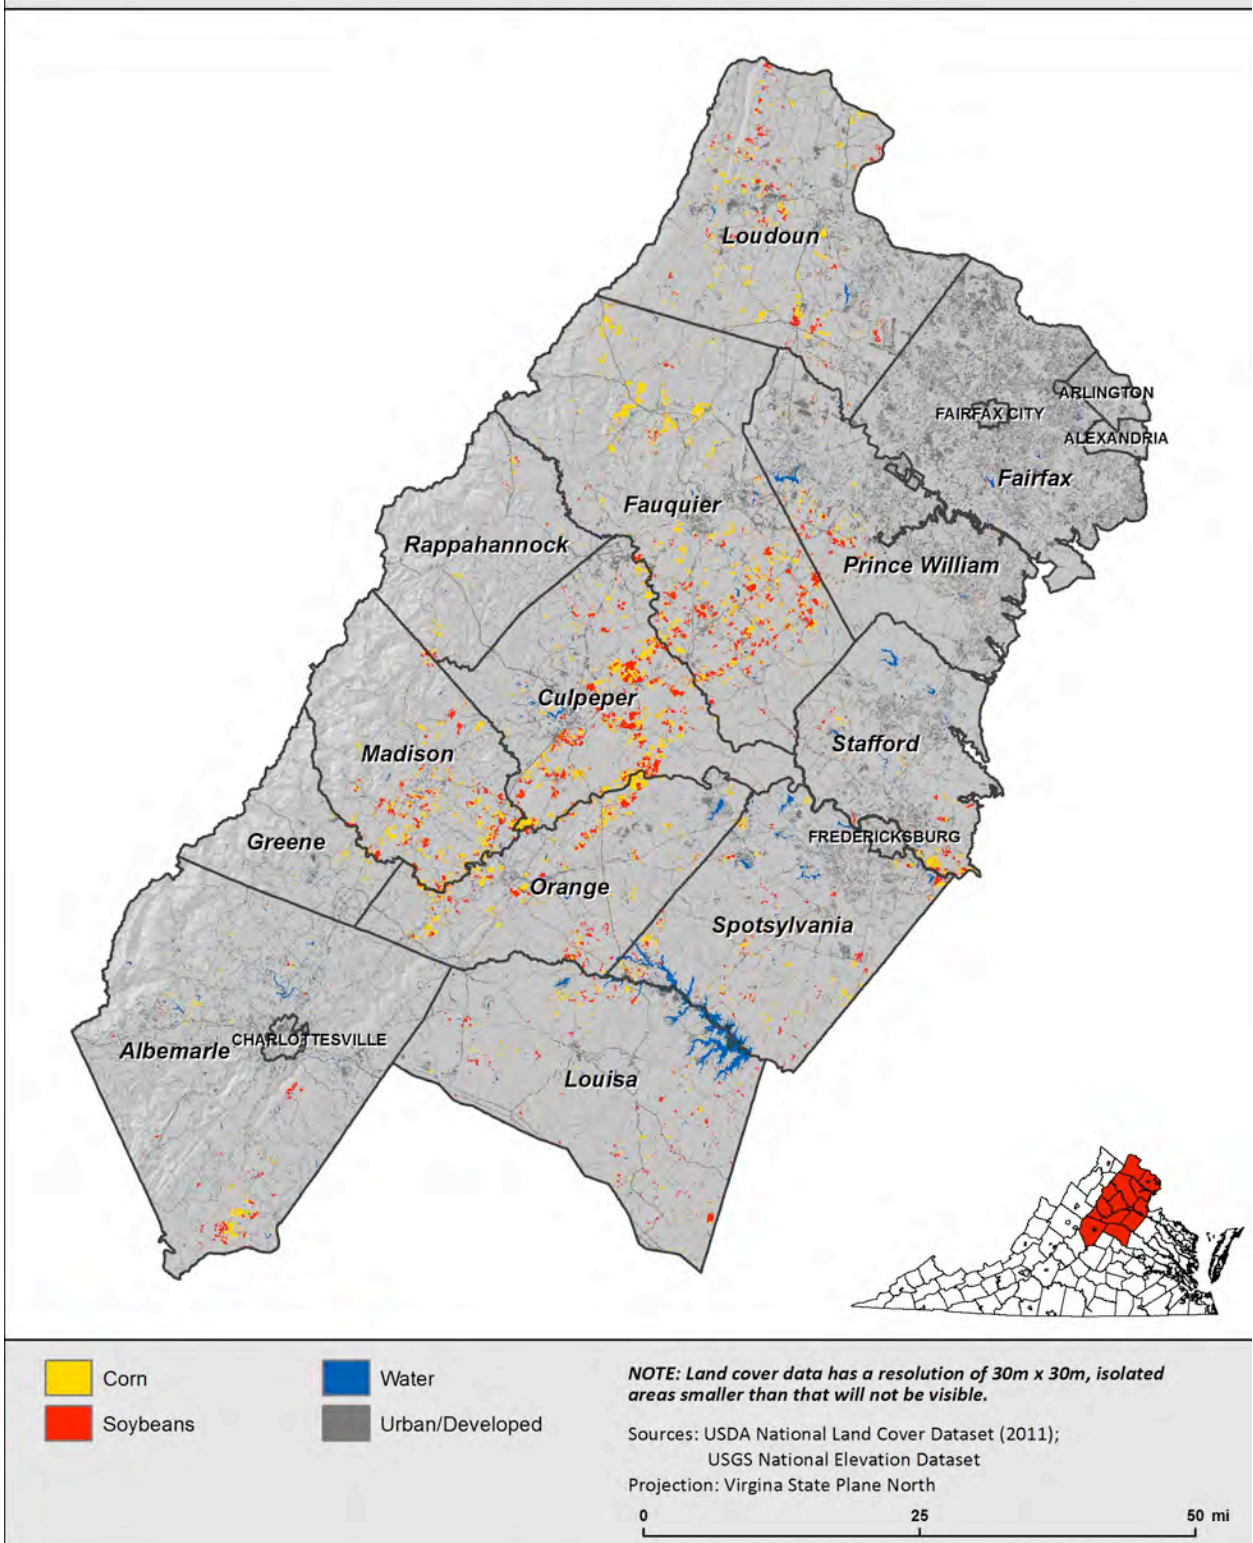 Loudoun
ARLINGTON
FAIRFAX CITY
ALEXANDRIA
Fairfax
Fauquier
Rappahannock
Prince William
Culpeper
Stafford
Madison
FREDERICKSBURG
Greene
Orange
Spotsylvania
CHARLOTTESVILLE
Albemarle
Louisa
Corn
Soybeans
Water
Urban/Developed
NOTE: Land cover data has a resolution of 30m x 30m, isolated
areas smaller than that will not be visible.
Sources: USDA National Land Cover Dataset (2011);
USGS National Elevation Dataset
Projection: Virgina State Plane North
0 25 50 mi